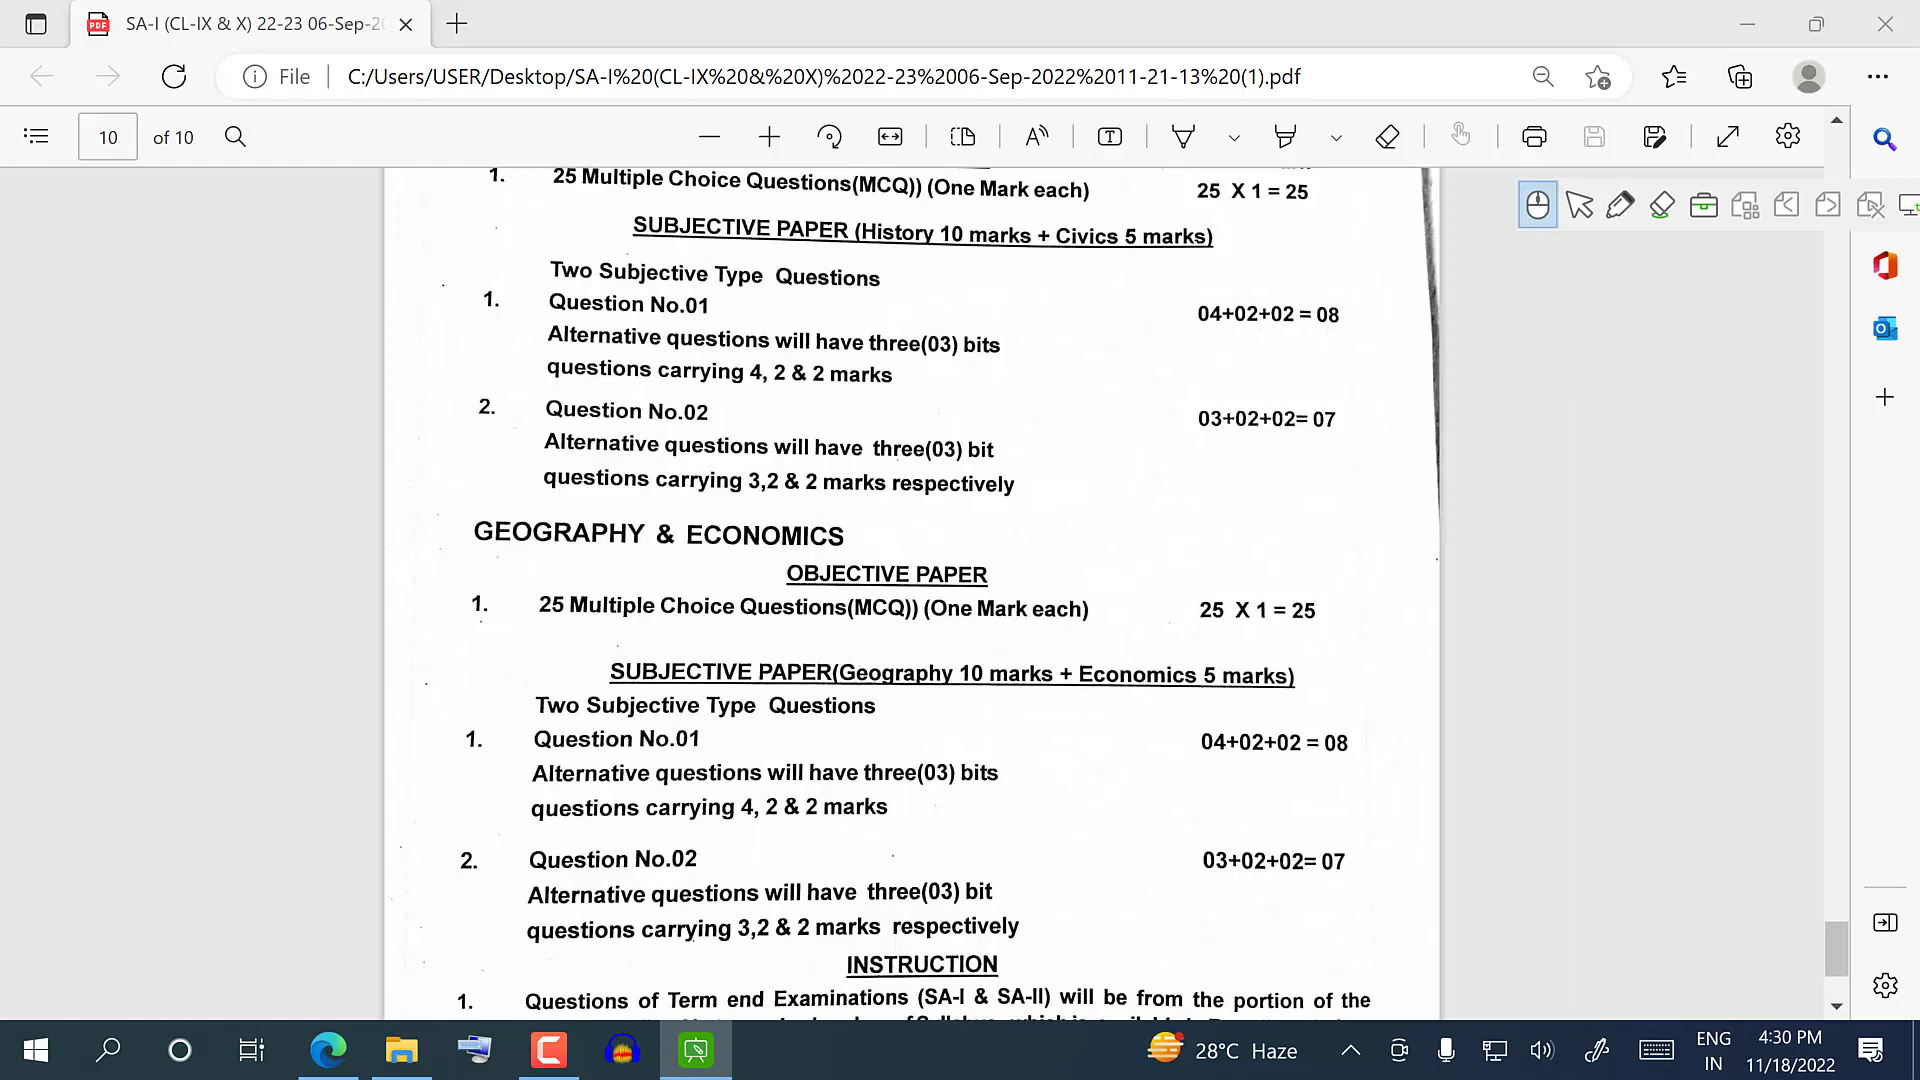 SA-I (CL-IX & X) 22-23 06-Sep-20
File
C:/Users/USER/Desktop/SA-I%20(CL-IX%20&%20X)%2022-23%2006-Sep-2022%2011-21-13%20(1).pdf
10 of 10
1. 25 Multiple Choice Questions(MCQ)) (One Mark each) 25 X 1 = 25
SUBJECTIVE PAPER (History 10 marks + Civics 5 marks)
Two Subjective Type Questions
1. Question No.01 04+02+02 = 08
Alternative questions will have three(03) bits
questions carrying 4, 2 & 2 marks
2. Question No.02 03+02+02= 07
Alternative questions will have three(03) bit
questions carrying 3,2 & 2 marks respectively
GEOGRAPHY & ECONOMICS
OBJECTIVE PAPER
1. 25 Multiple Choice Questions(MCQ)) (One Mark each) 25 X 1 = 25
SUBJECTIVE PAPER(Geography 10 marks + Economics 5 marks)
Two Subjective Type Questions
1. Question No.01 04+02+02 = 08
Alternative questions will have three(03) bits
questions carrying 4, 2 & 2 marks
2. Question No.02 03+02+02= 07
Alternative questions will have three(03) bit
questions carrying 3,2 & 2 marks respectively
INSTRUCTION
1. Questions of Term end Examinations (SA-I & SA-II) will be from the portion of the
28°C Haze
ENG
IN
4:30 PM
11/18/2022